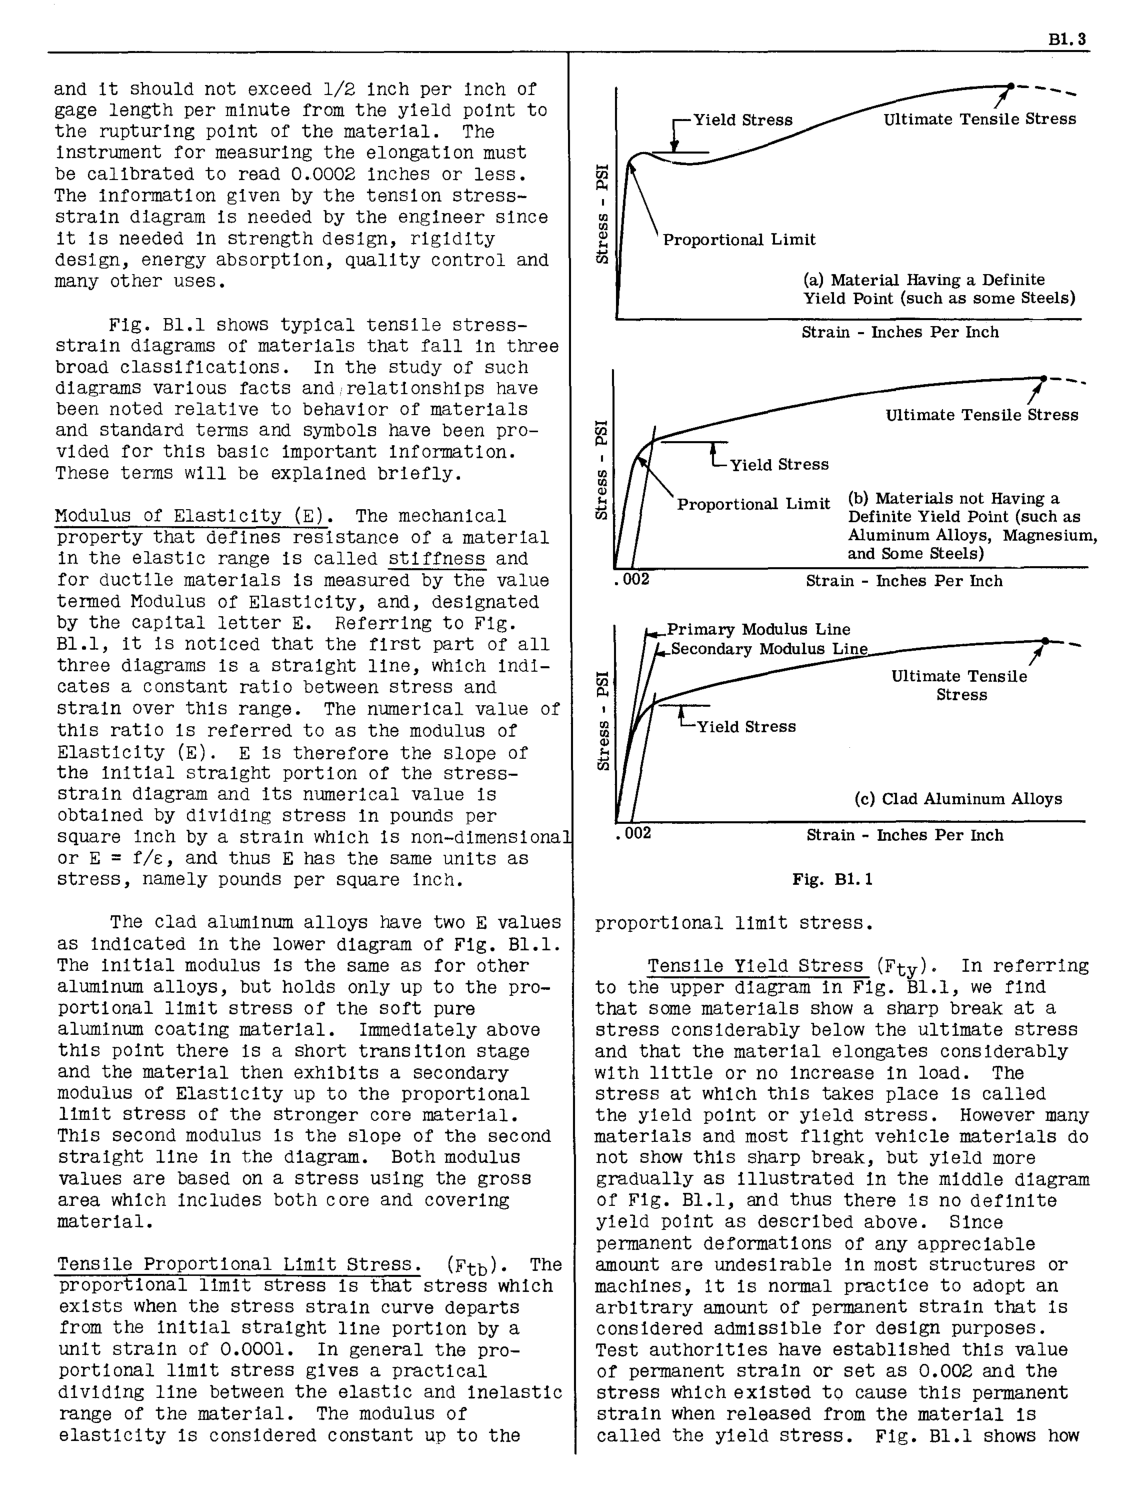 B1.3
and it should not exceed 1/2 inch per inch of
gage length per minute from the yield point to
the rupturing point of the material. The
instrument for measuring the elongation must
be calibrated to read 0.0002 inches or less.
The information given by the tension stress-
strain diagram is needed by the engineer since
it is needed in strength design, rigidity
design, energy absorption, quality control and
many other uses.
Fig. B1.1 shows typical tensile stress-
strain diagrams of materials that fall in three
broad classifications. In the study of such
diagrams various facts and relationships have
been noted relative to behavior of materials
and standard terms and symbols have been pro-
vided for this basic important information.
These terms will be explained briefly.
Modulus of Elasticity (E). The mechanical
property that defines resistance of a material
in the elastic range is called stiffness and
for ductile materials is measured by the value
termed Modulus of Elasticity, and, designated
by the capital letter E. Referring to Fig.
B1.1, it is noticed that the first part of all
three diagrams is a straight line, which indi-
cates a constant ratio between stress and
strain over this range. The numerical value of
this ratio is referred to as the modulus of
Elasticity (E). E is therefore the slope of
the initial straight portion of the stress-
strain diagram and its numerical value is
obtained by dividing stress in pounds per
square inch by a strain which is non-dimensional
or E = f/ε, and thus E has the same units as
stress, namely pounds per square inch.
The clad aluminum alloys have two E values
as indicated in the lower diagram of Fig. B1.1.
The initial modulus is the same as for other
aluminum alloys, but holds only up to the pro-
portional limit stress of the soft pure
aluminum coating material. Immediately above
this point there is a short transition stage
and the material then exhibits a secondary
modulus of Elasticity up to the proportional
limit stress of the stronger core material.
This second modulus is the slope of the second
straight line in the diagram. Both modulus
values are based on a stress using the gross
area which includes both core and covering
material.
Tensile Proportional Limit Stress. (Ftb). The
proportional limit stress is that stress which
exists when the stress strain curve departs
from the initial straight line portion by a
unit strain of 0.0001. In general the pro-
portional limit stress gives a practical
dividing line between the elastic and inelastic
range of the material. The modulus of
elasticity is considered constant up to the
Stress - PSI
Yield Stress
Ultimate Tensile Stress
Proportional Limit
(a) Material Having a Definite
Yield Point (such as some Steels)
Strain - Inches Per Inch
Stress - PSI
Ultimate Tensile Stress
Yield Stress
Proportional Limit
(b) Materials not Having a
Definite Yield Point (such as
Aluminum Alloys, Magnesium,
and Some Steels)
.002
Strain - Inches Per Inch
Stress - PSI
Primary Modulus Line
Secondary Modulus Line
Ultimate Tensile
Stress
Yield Stress
(c) Clad Aluminum Alloys
.002
Strain - Inches Per Inch
Fig. B1.1
proportional limit stress.
Tensile Yield Stress (Fty). In referring
to the upper diagram in Fig. B1.1, we find
that some materials show a sharp break at a
stress considerably below the ultimate stress
and that the material elongates considerably
with little or no increase in load. The
stress at which this takes place is called
the yield point or yield stress. However many
materials and most flight vehicle materials do
not show this sharp break, but yield more
gradually as illustrated in the middle diagram
of Fig. B1.1, and thus there is no definite
yield point as described above. Since
permanent deformations of any appreciable
amount are undesirable in most structures or
machines, it is normal practice to adopt an
arbitrary amount of permanent strain that is
considered admissible for design purposes.
Test authorities have established this value
of permanent strain or set as 0.002 and the
stress which existed to cause this permanent
strain when released from the material is
called the yield stress. Fig. B1.1 shows how